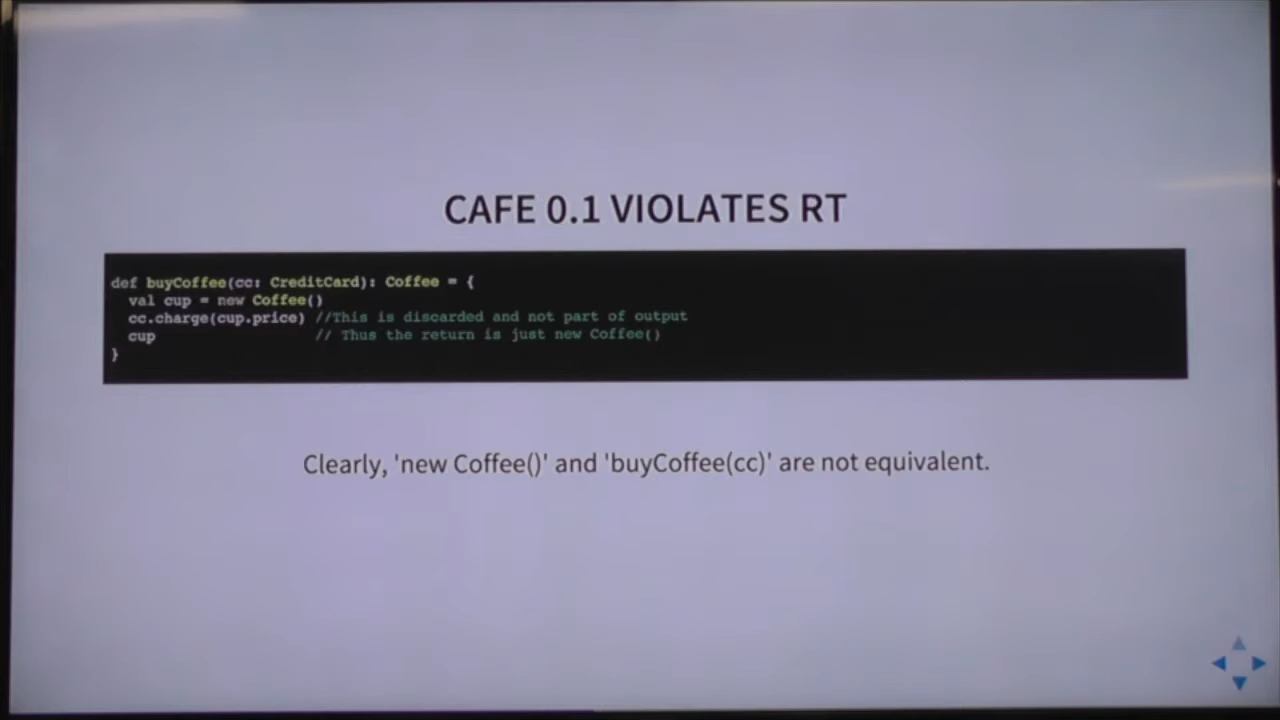 CAFE 0.1 VIOLATES RT
def buyCoffee(cc: CreditCard): Coffee = {
  val cup = new Coffee()
  cc.charge(cup.price) //This is discarded and not part of output
  cup                  // Thus the return is just new Coffee()
}
Clearly, 'new Coffee()' and 'buyCoffee(cc)' are not equivalent.